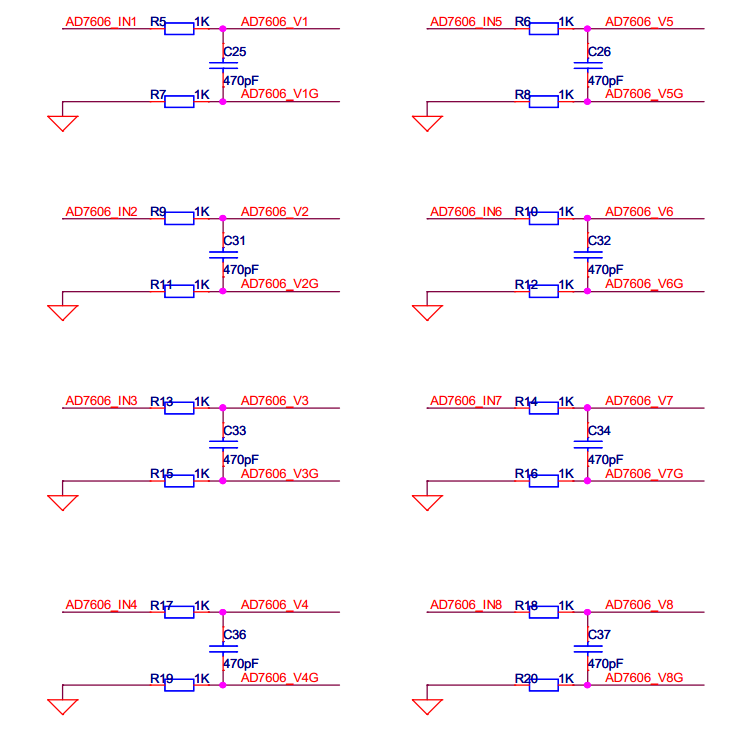 AD7606_IN1 R5 1K AD7606_V1
C25
470pF
R7 1K AD7606_V1G
AD7606_IN5 R6 1K AD7606_V5
C26
470pF
R8 1K AD7606_V5G
AD7606_IN2 R9 1K AD7606_V2
C31
470pF
R11 1K AD7606_V2G
AD7606_IN6 R10 1K AD7606_V6
C32
470pF
R12 1K AD7606_V6G
AD7606_IN3 R13 1K AD7606_V3
C33
470pF
R15 1K AD7606_V3G
AD7606_IN7 R14 1K AD7606_V7
C34
470pF
R16 1K AD7606_V7G
AD7606_IN4 R17 1K AD7606_V4
C36
470pF
R19 1K AD7606_V4G
AD7606_IN8 R18 1K AD7606_V8
C37
470pF
R20 1K AD7606_V8G